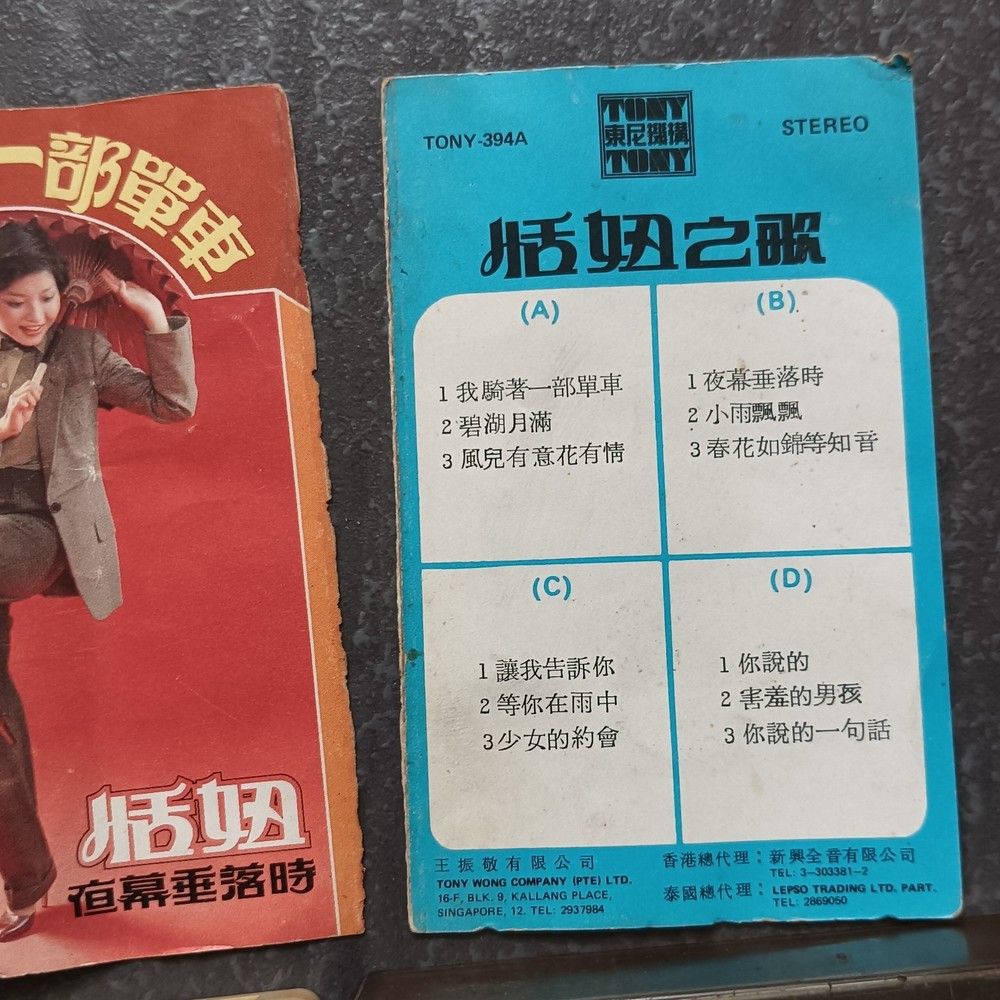 一部單車
恬妞
夜幕垂落時
TONY-394A
TONY
東尼機構
TONY
STEREO
恬妞之歌
(A)
1 我騎著一部單車
2 碧湖月滿
3 風兒有意花有情
(B)
1 夜幕垂落時
2 小雨飄飄
3 春花如錦等知音
(C)
1 讓我告訴你
2 等你在雨中
3 少女的約會
(D)
1 你說的
2 害羞的男孩
3 你說的一句話
王振敬有限公司
TONY WONG COMPANY (PTE) LTD.
16-F, BLK. 9, KALLANG PLACE,
SINGAPORE, 12. TEL: 2937984
香港總代理：新興全音有限公司
TEL: 3-303381-2
泰國總代理：LEPSO TRADING LTD. PART.
TEL: 2869050